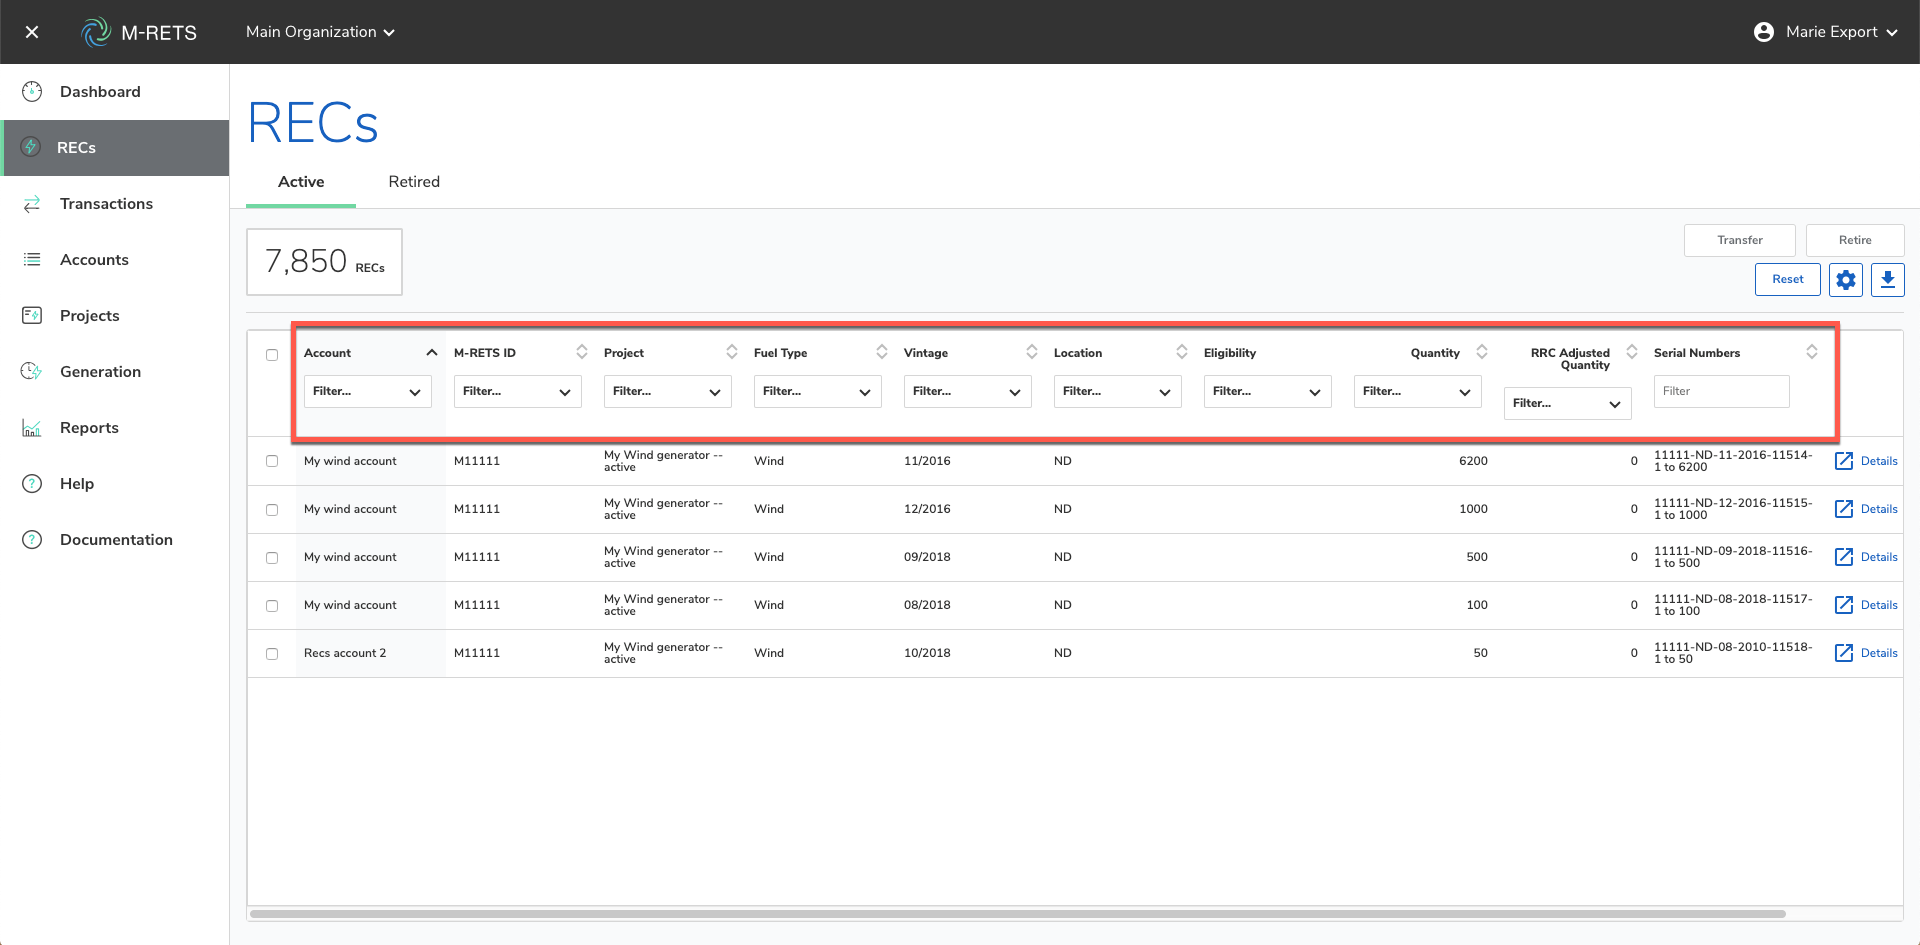 M-RETS
Main Organization
Marie Export
Dashboard
RECs
Transactions
Accounts
Projects
Generation
Reports
Help
Documentation
RECs
Active
Retired
7,850 RECs
Transfer
Retire
Reset
Account
M-RETS ID
Project
Fuel Type
Vintage
Location
Eligibility
Quantity
RRC Adjusted
Quantity
Serial Numbers
Filter...
Filter...
Filter...
Filter...
Filter...
Filter...
Filter...
Filter...
Filter...
Filter
My wind account
M11111
My Wind generator --
active
Wind
11/2016
ND
6200
0
11111-ND-11-2016-11514-
1 to 6200
Details
My wind account
M11111
My Wind generator --
active
Wind
12/2016
ND
1000
0
11111-ND-12-2016-11515-
1 to 1000
Details
My wind account
M11111
My Wind generator --
active
Wind
09/2018
ND
500
0
11111-ND-09-2018-11516-
1 to 500
Details
My wind account
M11111
My Wind generator --
active
Wind
08/2018
ND
100
0
11111-ND-08-2018-11517-
1 to 100
Details
Recs account 2
M11111
My Wind generator --
active
Wind
10/2018
ND
50
0
11111-ND-08-2010-11518-
1 to 50
Details